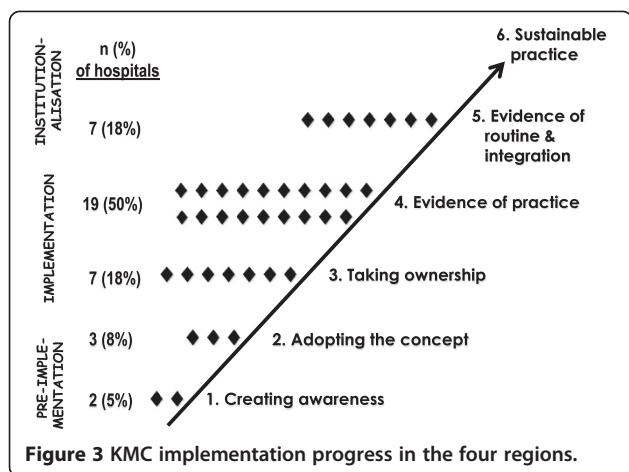 INSTITUTION-
ALISATION
IMPLEMENTATION
PRE-IMPLE-
MENTATION
n (%)
of hospitals
7 (18%)
19 (50%)
7 (18%)
3 (8%)
2 (5%)
6. Sustainable
practice
5. Evidence of
routine &
integration
4. Evidence of practice
3. Taking ownership
2. Adopting the concept
1. Creating awareness
Figure 3 KMC implementation progress in the four regions.